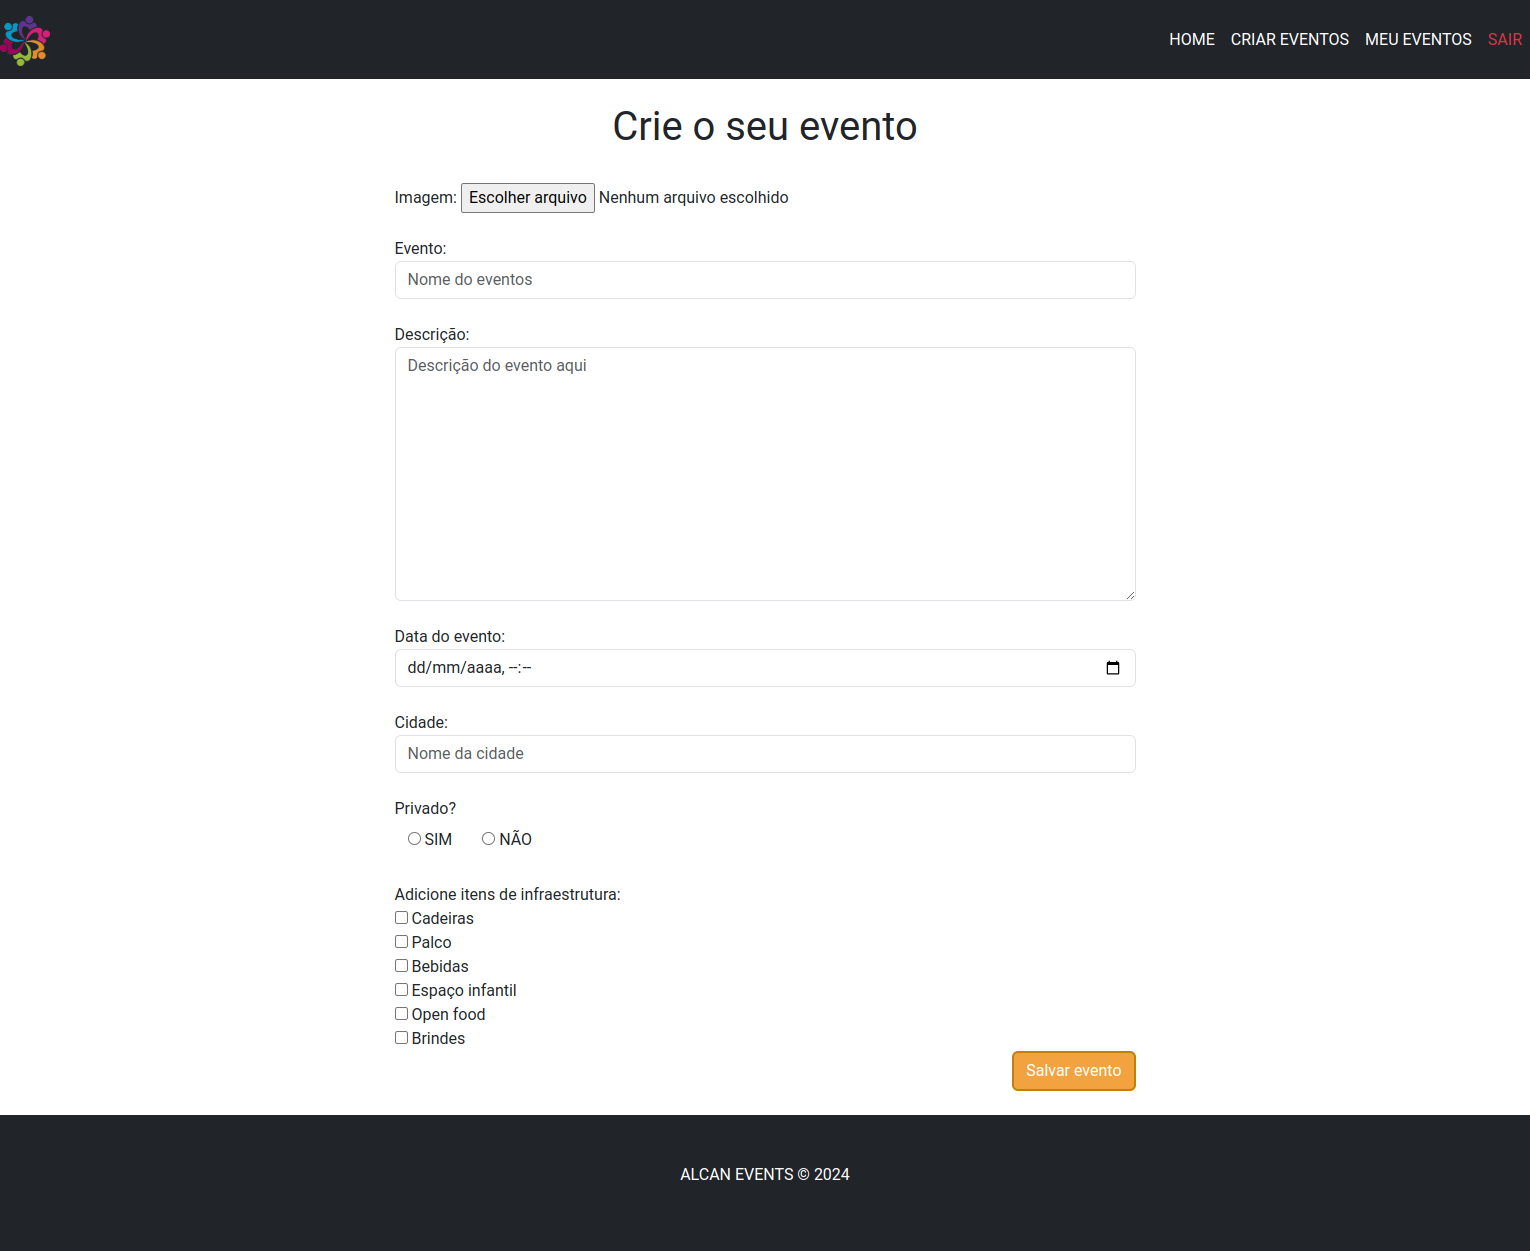 HOME CRIAR EVENTOS MEU EVENTOS SAIR
Crie o seu evento
Imagem: Escolher arquivo Nenhum arquivo escolhido
Evento:
Nome do eventos
Descrição:
Descrição do evento aqui
Data do evento:
dd/mm/aaaa, --:--
Cidade:
Nome da cidade
Privado?
SIM NÃO
Adicione itens de infraestrutura:
Cadeiras
Palco
Bebidas
Espaço infantil
Open food
Brindes
Salvar evento
ALCAN EVENTS © 2024